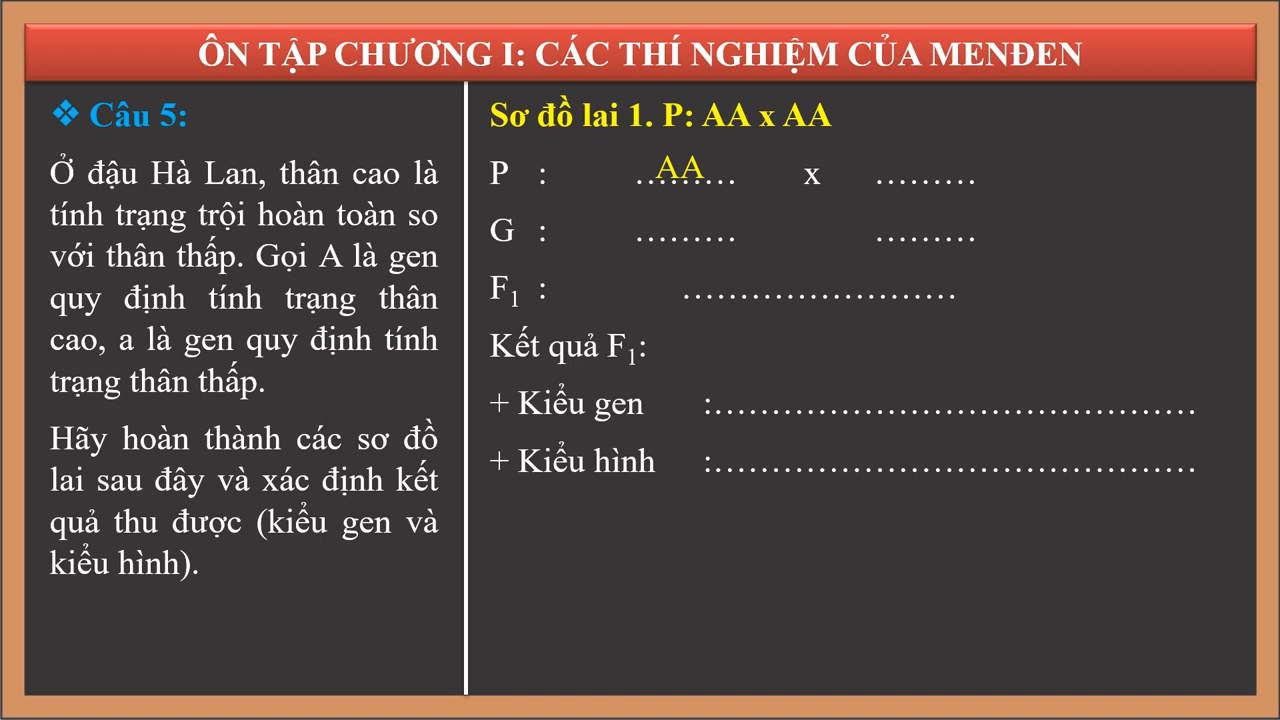 ÔN TẬP CHƯƠNG I: CÁC THÍ NGHIỆM CỦA MENĐEN
❖ Câu 5:
Ở đậu Hà Lan, thân cao là
tính trạng trội hoàn toàn so
với thân thấp. Gọi A là gen
quy định tính trạng thân
cao, a là gen quy định tính
trạng thân thấp.
Hãy hoàn thành các sơ đồ
lai sau đây và xác định kết
quả thu được (kiểu gen và
kiểu hình).
Sơ đồ lai 1. P: AA x AA
P : ...AA... x .........
G : ......... .........
F₁ : ........................
Kết quả F₁:
+ Kiểu gen :..........................................
+ Kiểu hình :..........................................